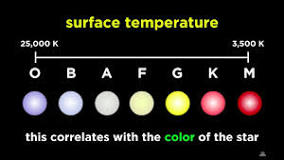 surface temperature
25,000 K 3,500 K
O B A F G K M
this correlates with the color of the star